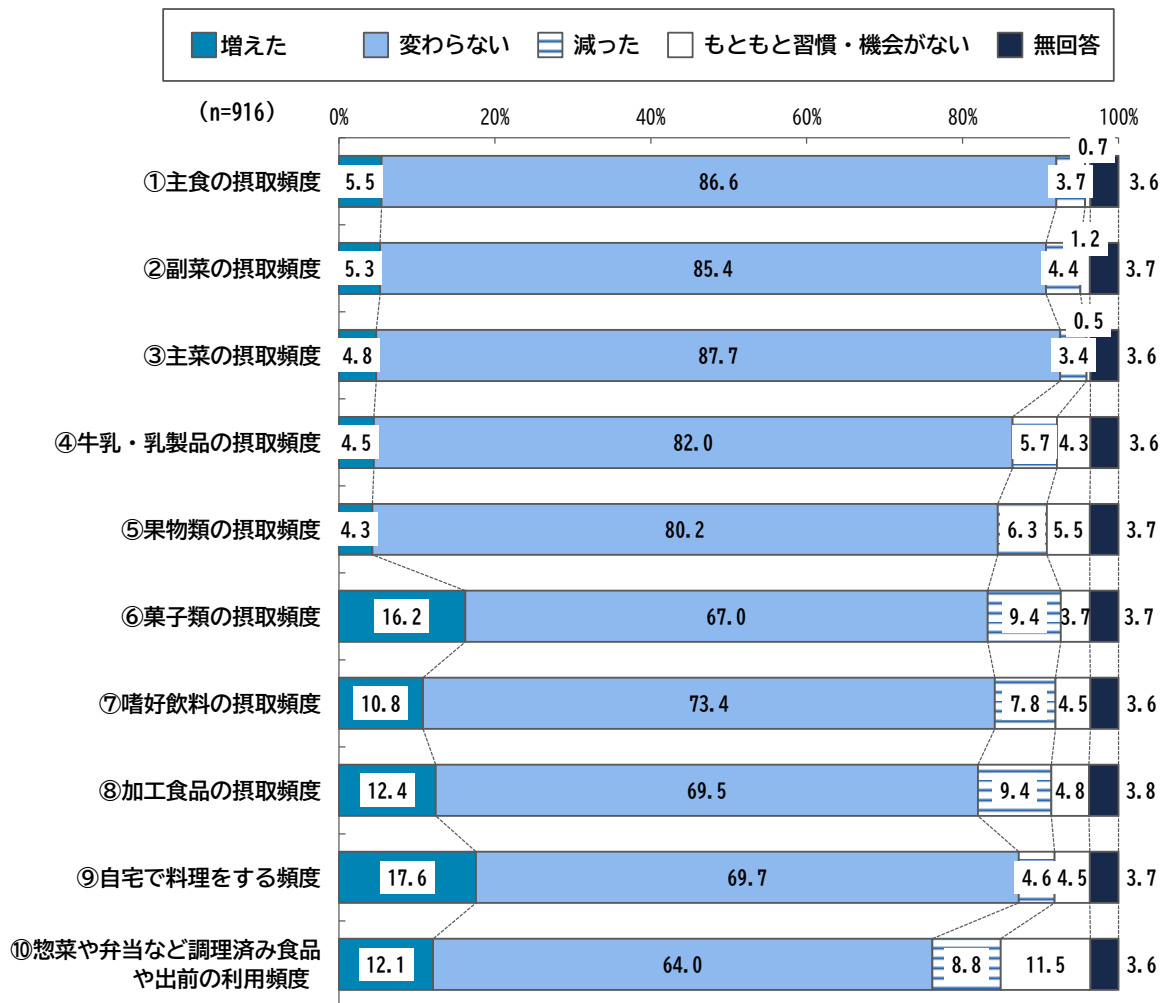 増えた 変わらない 減った もともと習慣・機会がない 無回答
(n=916) 0% 20% 40% 60% 80% 100%
①主食の摂取頻度 5.5 86.6 3.7 0.7 3.6
②副菜の摂取頻度 5.3 85.4 4.4 1.2 3.7
③主菜の摂取頻度 4.8 87.7 3.4 0.5 3.6
④牛乳・乳製品の摂取頻度 4.5 82.0 5.7 4.3 3.6
⑤果物類の摂取頻度 4.3 80.2 6.3 5.5 3.7
⑥菓子類の摂取頻度 16.2 67.0 9.4 3.7 3.7
⑦嗜好飲料の摂取頻度 10.8 73.4 7.8 4.5 3.6
⑧加工食品の摂取頻度 12.4 69.5 9.4 4.8 3.8
⑨自宅で料理をする頻度 17.6 69.7 4.6 4.5 3.7
⑩惣菜や弁当など調理済み食品
や出前の利用頻度 12.1 64.0 8.8 11.5 3.6